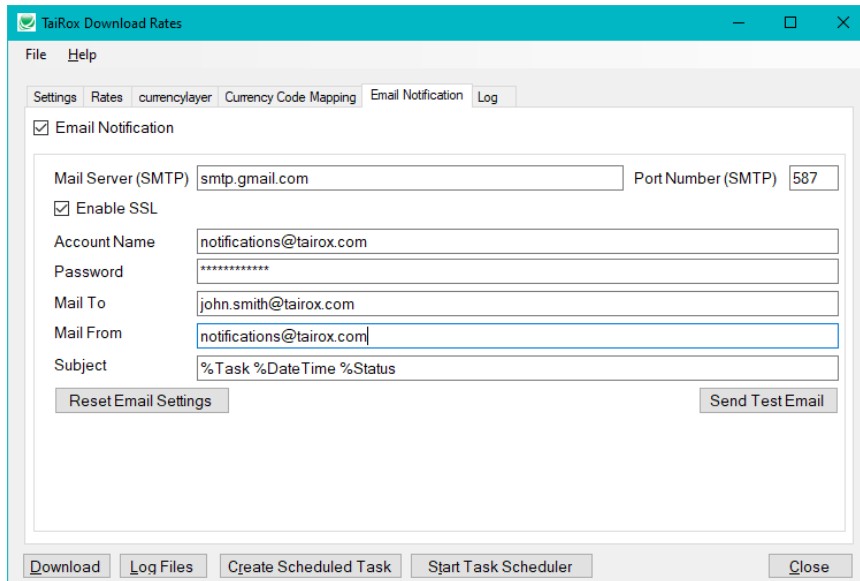 TaiRox Download Rates
File Help
Settings Rates currencylayer Currency Code Mapping Email Notification Log
Email Notification
Mail Server (SMTP) smtp.gmail.com Port Number (SMTP) 587
Enable SSL
Account Name notifications@tairox.com
Password ************
Mail To john.smith@tairox.com
Mail From notifications@tairox.com
Subject %Task %DateTime %Status
Reset Email Settings Send Test Email
Download Log Files Create Scheduled Task Start Task Scheduler Close